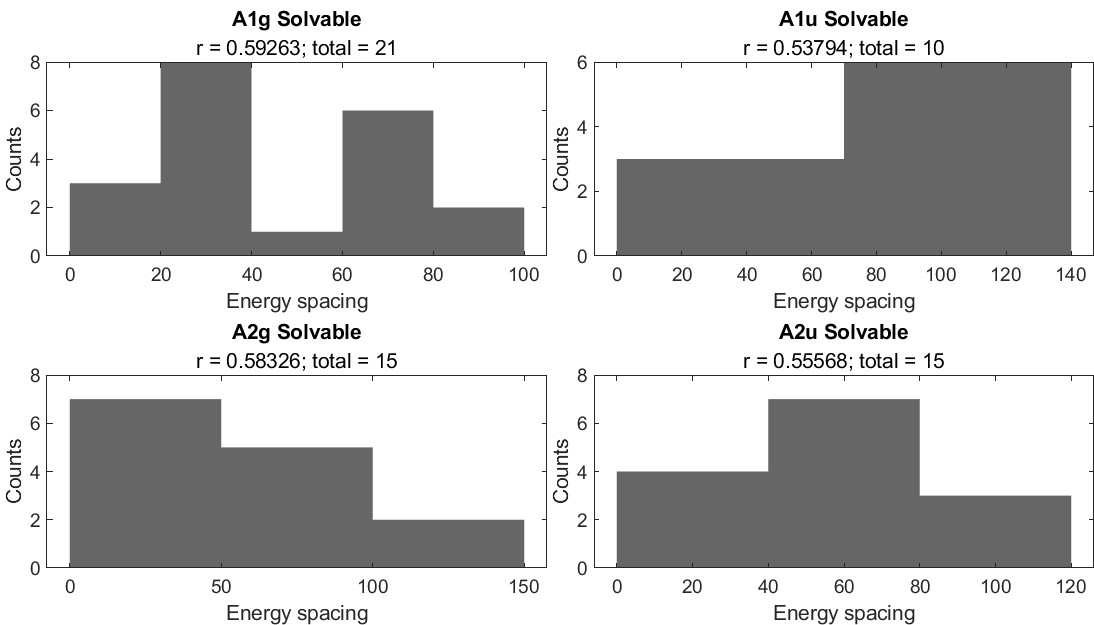 A1g Solvable
r = 0.59263; total = 21
8
6
4
2
0
Counts
0 20 40 60 80 100
Energy spacing
A1u Solvable
r = 0.53794; total = 10
6
4
2
0
Counts
0 20 40 60 80 100 120 140
Energy spacing
A2g Solvable
r = 0.58326; total = 15
8
6
4
2
0
Counts
0 50 100 150
Energy spacing
A2u Solvable
r = 0.55568; total = 15
8
6
4
2
0
Counts
0 20 40 60 80 100 120
Energy spacing